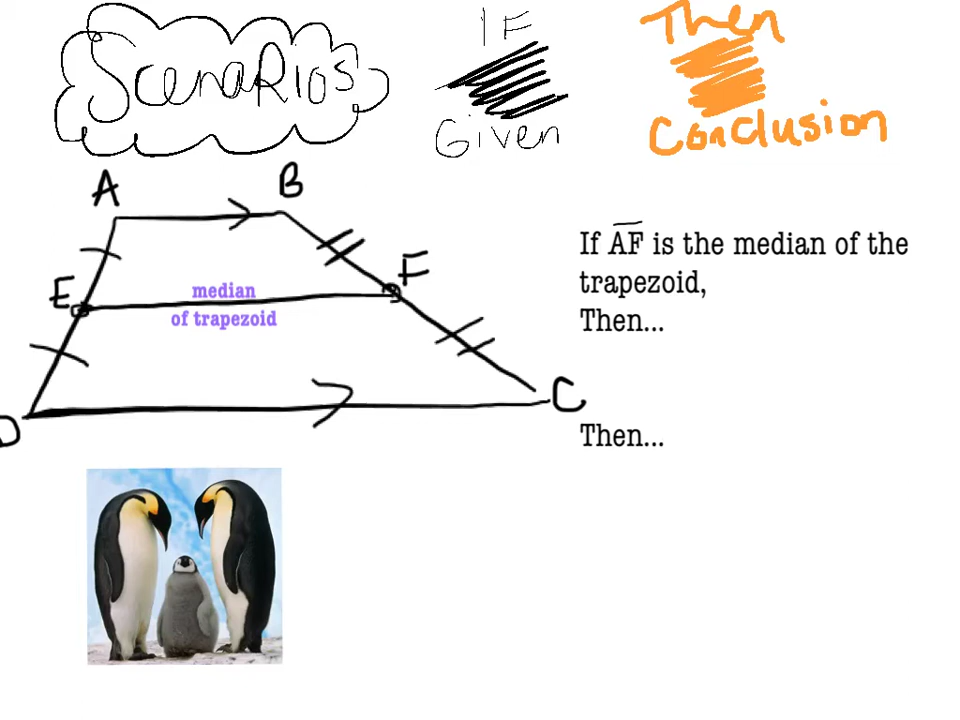 ScenaRios
IF
Given
Then
Conclusion
A
B
E
F
median
of trapezoid
D
C
If AF is the median of the
trapezoid,
Then...
Then...